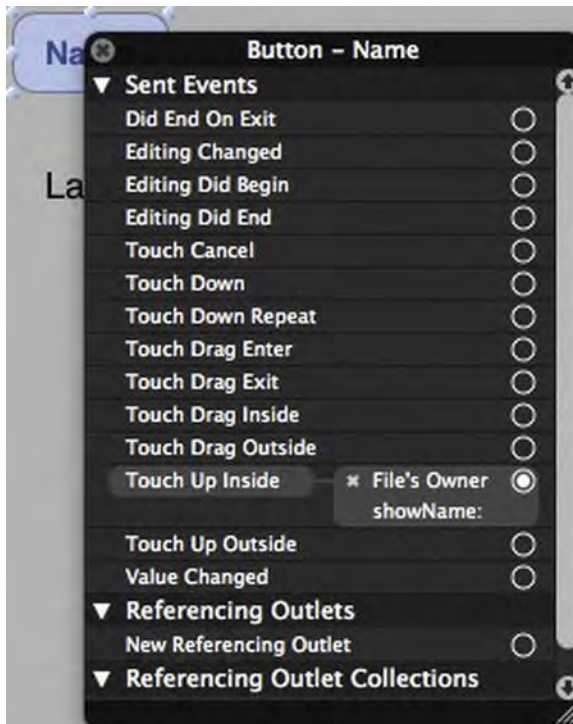 Na
Button – Name
Sent Events
Did End On Exit
Editing Changed
La
Editing Did Begin
Editing Did End
Touch Cancel
Touch Down
Touch Down Repeat
Touch Drag Enter
Touch Drag Exit
Touch Drag Inside
Touch Drag Outside
Touch Up Inside
File's Owner
showName:
Touch Up Outside
Value Changed
Referencing Outlets
New Referencing Outlet
Referencing Outlet Collections